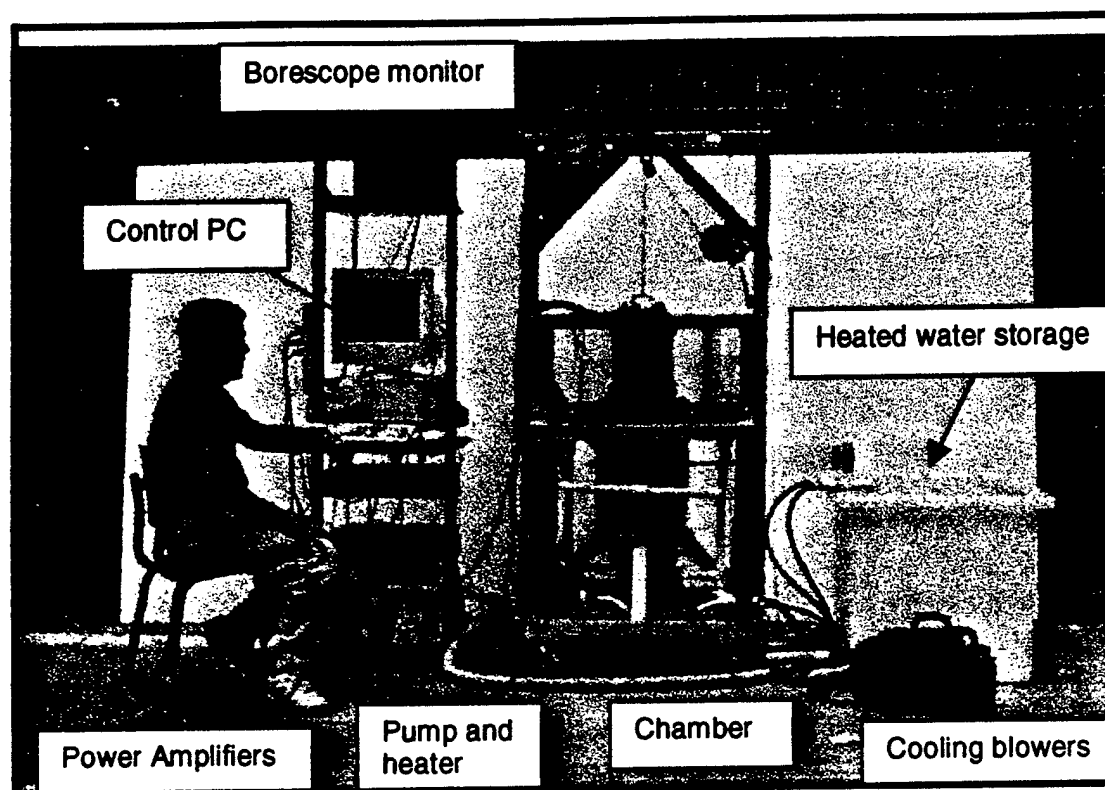 Borescope monitor
Control PC
Heated water storage
Power Amplifiers
Pump and
heater
Chamber
Cooling blowers